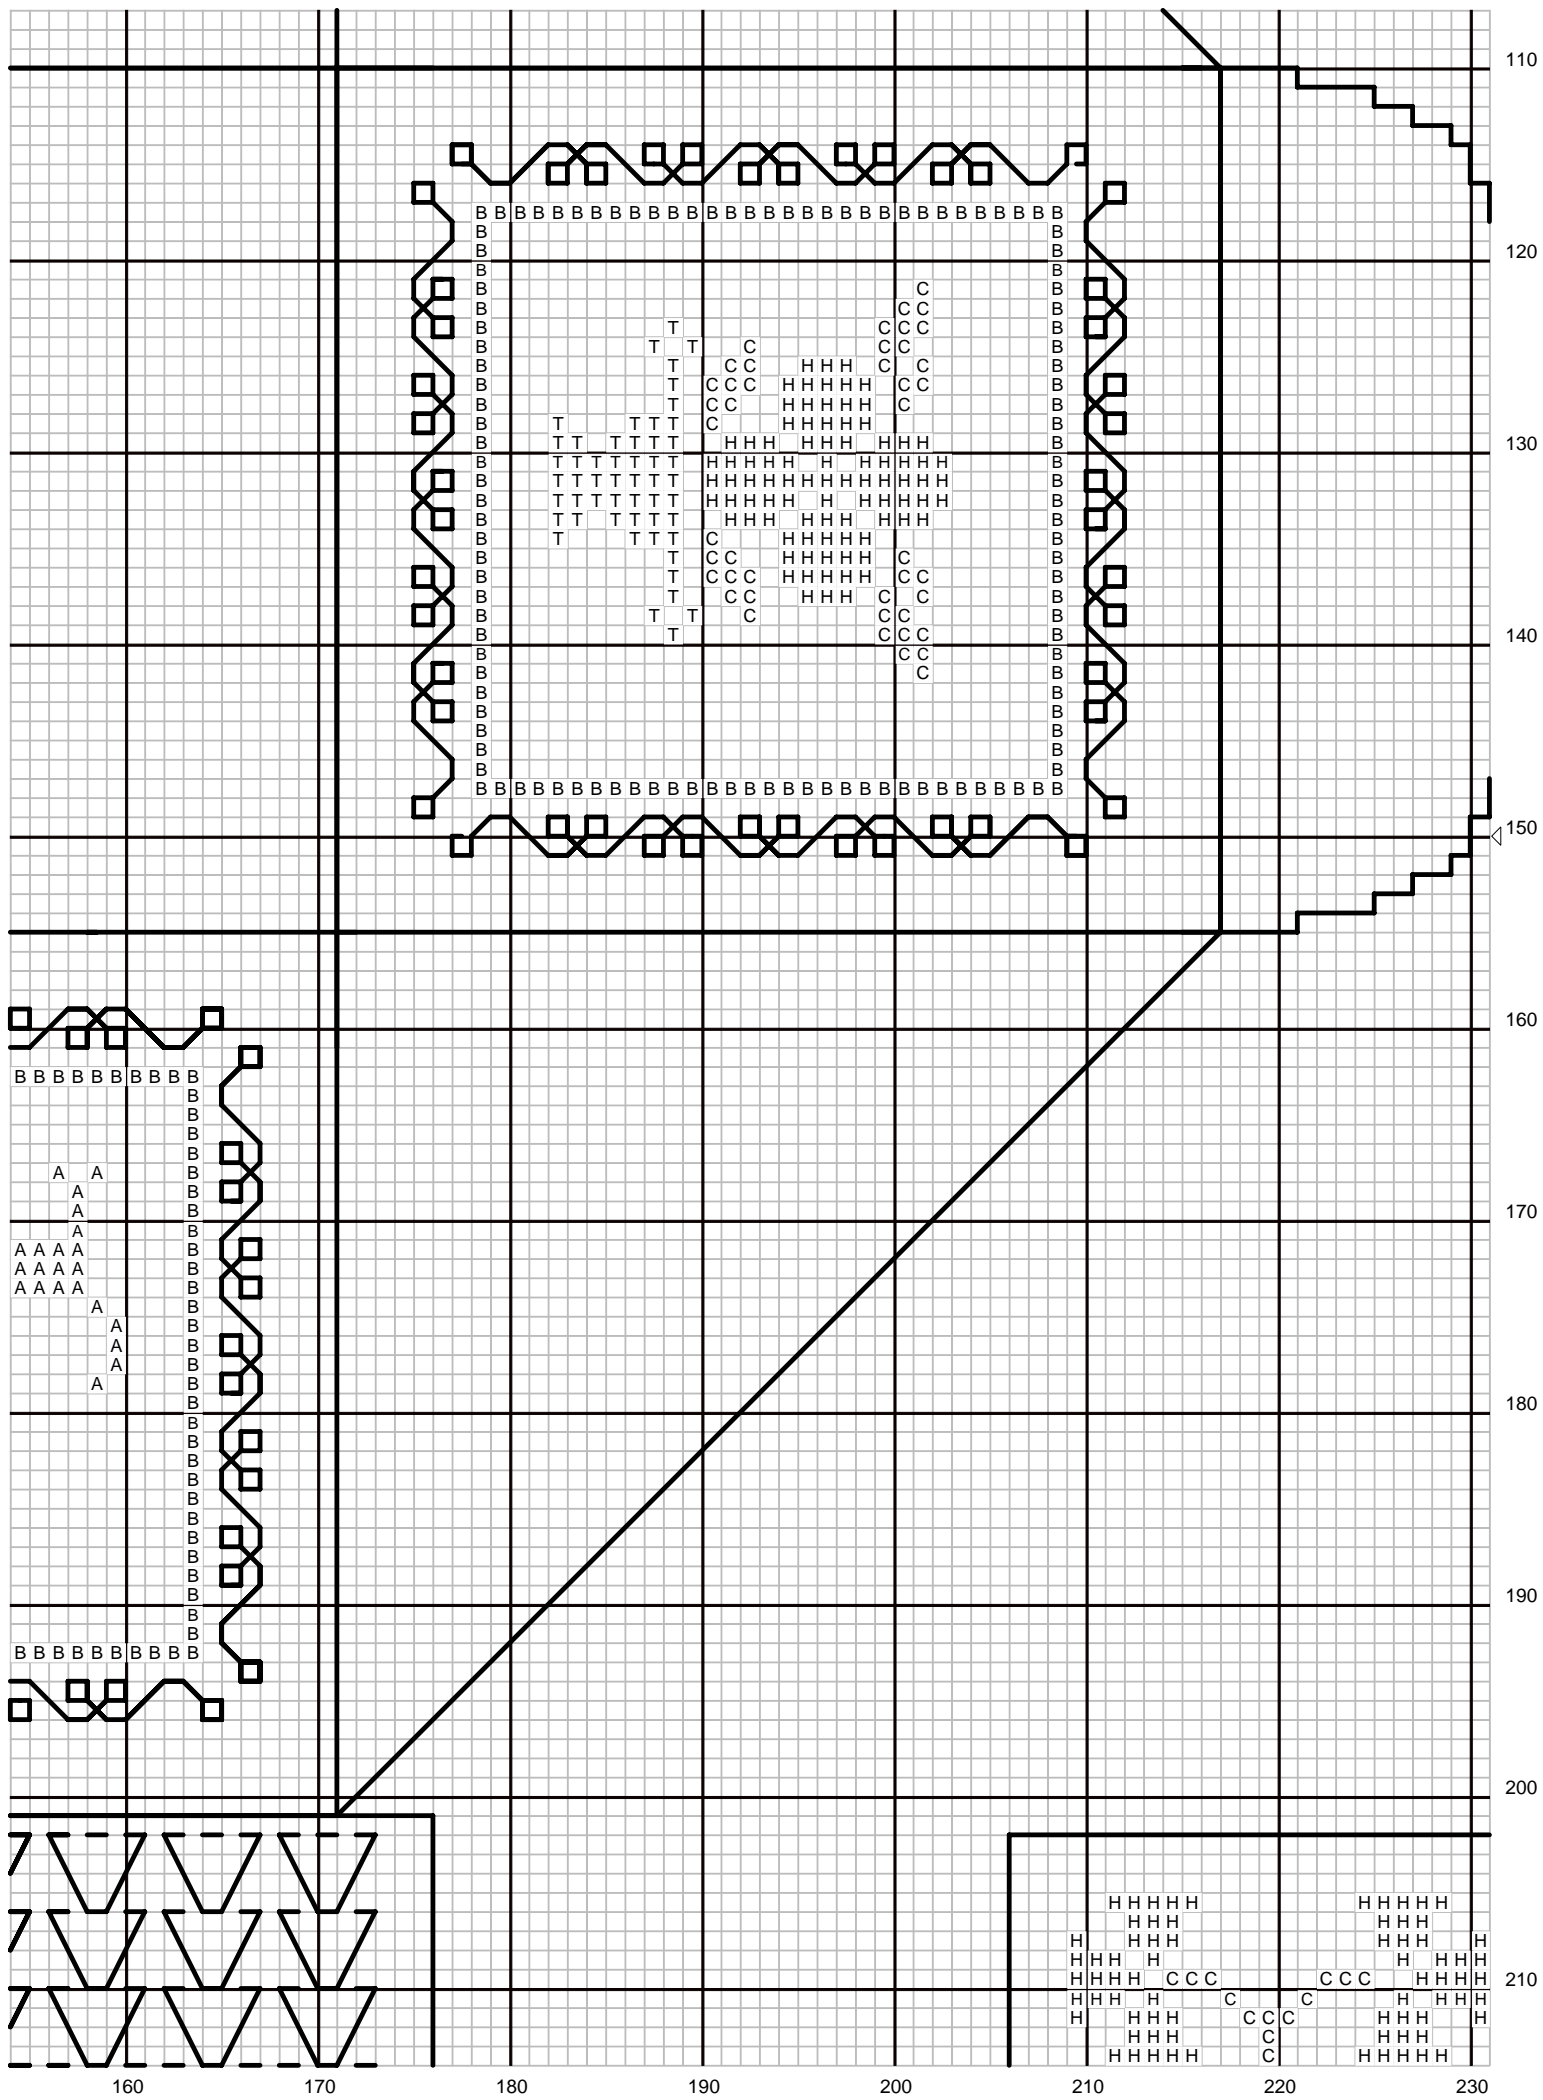 110
B B B B B B B B B B B B B B B B B B B B B B B B B B B B B B B
B B
B B
120
B B
B C B
B C C B
B T C C C B
B T T C C C B
B T C C H H H C C B
B T C C C H H H H H C C B
B T C C H H H H H C B
B T T T T C H H H H H B
130
B T T T T T T H H H H H H H H H B
B T T T T T T T H H H H H H H H H H H B
B T T T T T T T H H H H H H H H H H H H H B
B T T T T T T T H H H H H H H H H H H B
B T T T T T T H H H H H H H H H B
B T T T T C H H H H H B
B T C C H H H H H C B
B T C C C H H H H H C C B
B T C C H H H C C B
B T T C C C B
140
B T C C C B
B C C B
B C B
B B
B B
B B
B B
B B
B B B B B B B B B B B B B B B B B B B B B B B B B B B B B B B
150
160
B B B B B B B B B B
B
B
B
B
A A B
A B
A B
170
A B
A A A A B
A A A A B
A A A A B
A B
A B
A B
A B
A B
B
180
B
B
B
B
B
B
B
B
B
B
190
B
B
B B B B B B B B B B
200
H H H H H H H H H H
H H H H H H
H H H H H H H H
H H H H H H H H
210
H H H H C C C C C C H H H H
H H H H C C H H H H
H H H H C C C H H H H
H H H C H H H
H H H H H C H H H H H
160 170 180 190 200 210 220 230